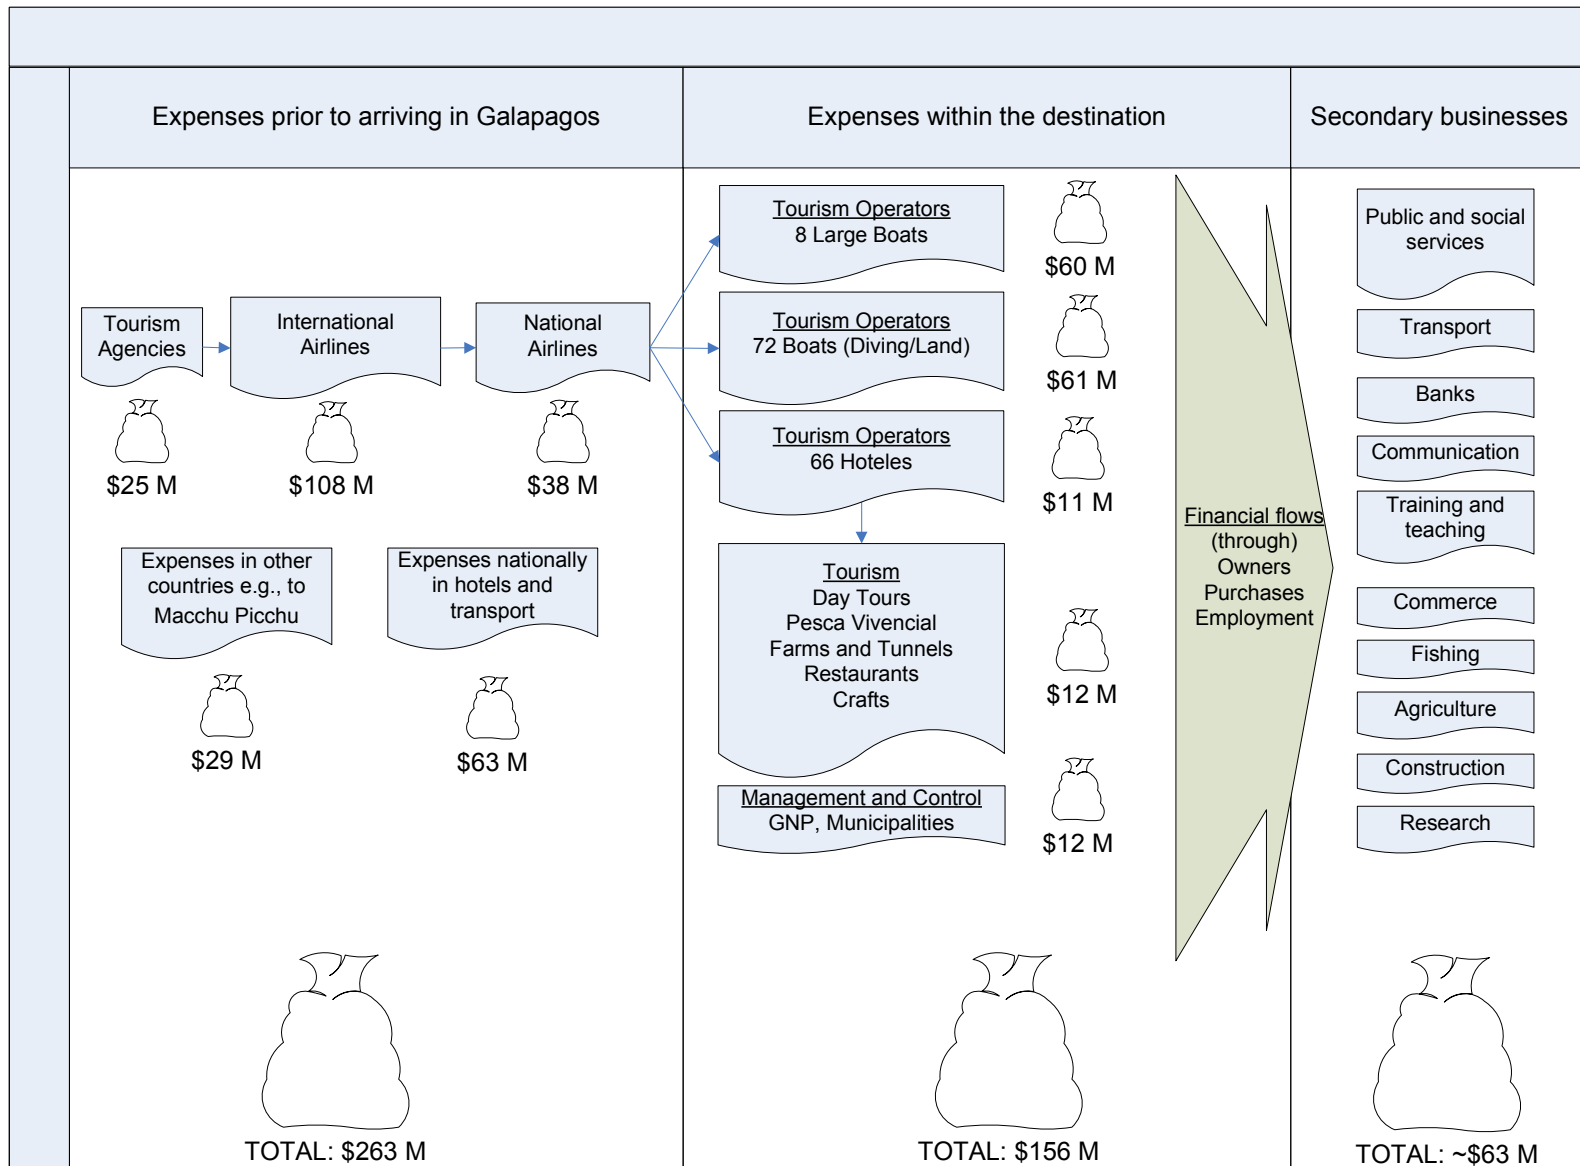 Expenses prior to arriving in Galapagos
Expenses within the destination
Secondary businesses
Tourism
Agencies
$25 M
International
Airlines
$108 M
National
Airlines
$38 M
Expenses in other
countries e.g., to
Macchu Picchu
$29 M
Expenses nationally
in hotels and
transport
$63 M
TOTAL: $263 M
Tourism Operators
8 Large Boats
$60 M
Tourism Operators
72 Boats (Diving/Land)
$61 M
Tourism Operators
66 Hoteles
$11 M
Tourism
Day Tours
Pesca Vivencial
Farms and Tunnels
Restaurants
Crafts
$12 M
Management and Control
GNP, Municipalities
$12 M
TOTAL: $156 M
Financial flows
(through)
Owners
Purchases
Employment
Public and social
services
Transport
Banks
Communication
Training and
teaching
Commerce
Fishing
Agriculture
Construction
Research
TOTAL: ~$63 M